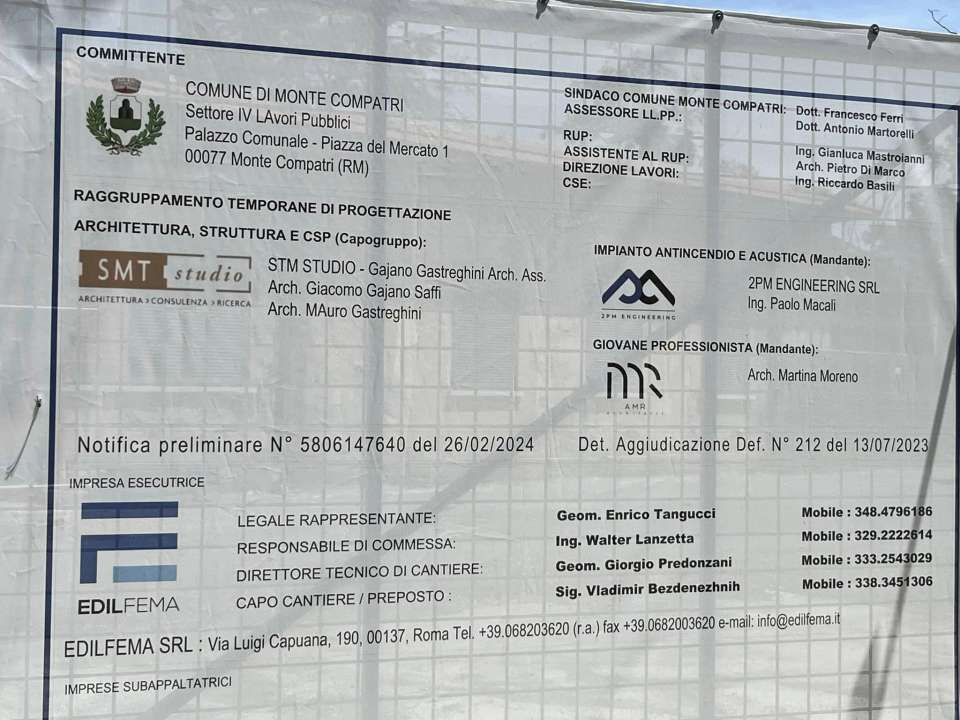 COMMITTENTE
COMUNE DI MONTE COMPATRI
Settore IV LAvori Pubblici
Palazzo Comunale - Piazza del Mercato 1
00077 Monte Compatri (RM)
SINDACO COMUNE MONTE COMPATRI: Dott. Francesco Ferri
ASSESSORE LL.PP.: Dott. Antonio Martorelli
RUP: Ing. Gianluca Mastroianni
ASSISTENTE AL RUP: Arch. Pietro Di Marco
DIREZIONE LAVORI: Ing. Riccardo Basili
CSE:
RAGGRUPPAMENTO TEMPORANE DI PROGETTAZIONE
ARCHITETTURA, STRUTTURA E CSP (Capogruppo):
SMT studio
ARCHITETTURA > CONSULENZA > RICERCA
STM STUDIO - Gajano Gastreghini Arch. Ass.
Arch. Giacomo Gajano Saffi
Arch. MAuro Gastreghini
IMPIANTO ANTINCENDIO E ACUSTICA (Mandante):
2PM ENGINEERING
2PM ENGINEERING SRL
Ing. Paolo Macali
GIOVANE PROFESSIONISTA (Mandante):
AMR
Arch. Martina Moreno
Notifica preliminare N° 5806147640 del 26/02/2024 Det. Aggiudicazione Def. N° 212 del 13/07/2023
IMPRESA ESECUTRICE
EDILFEMA
LEGALE RAPPRESENTANTE: Geom. Enrico Tangucci Mobile : 348.4796186
RESPONSABILE DI COMMESSA: Ing. Walter Lanzetta Mobile : 329.2222614
DIRETTORE TECNICO DI CANTIERE: Geom. Giorgio Predonzani Mobile : 333.2543029
CAPO CANTIERE / PREPOSTO : Sig. Vladimir Bezdenezhnih Mobile : 338.3451306
EDILFEMA SRL : Via Luigi Capuana, 190, 00137, Roma Tel. +39.068203620 (r.a.) fax +39.0682003620 e-mail: info@edilfema.it
IMPRESE SUBAPPALTATRICI